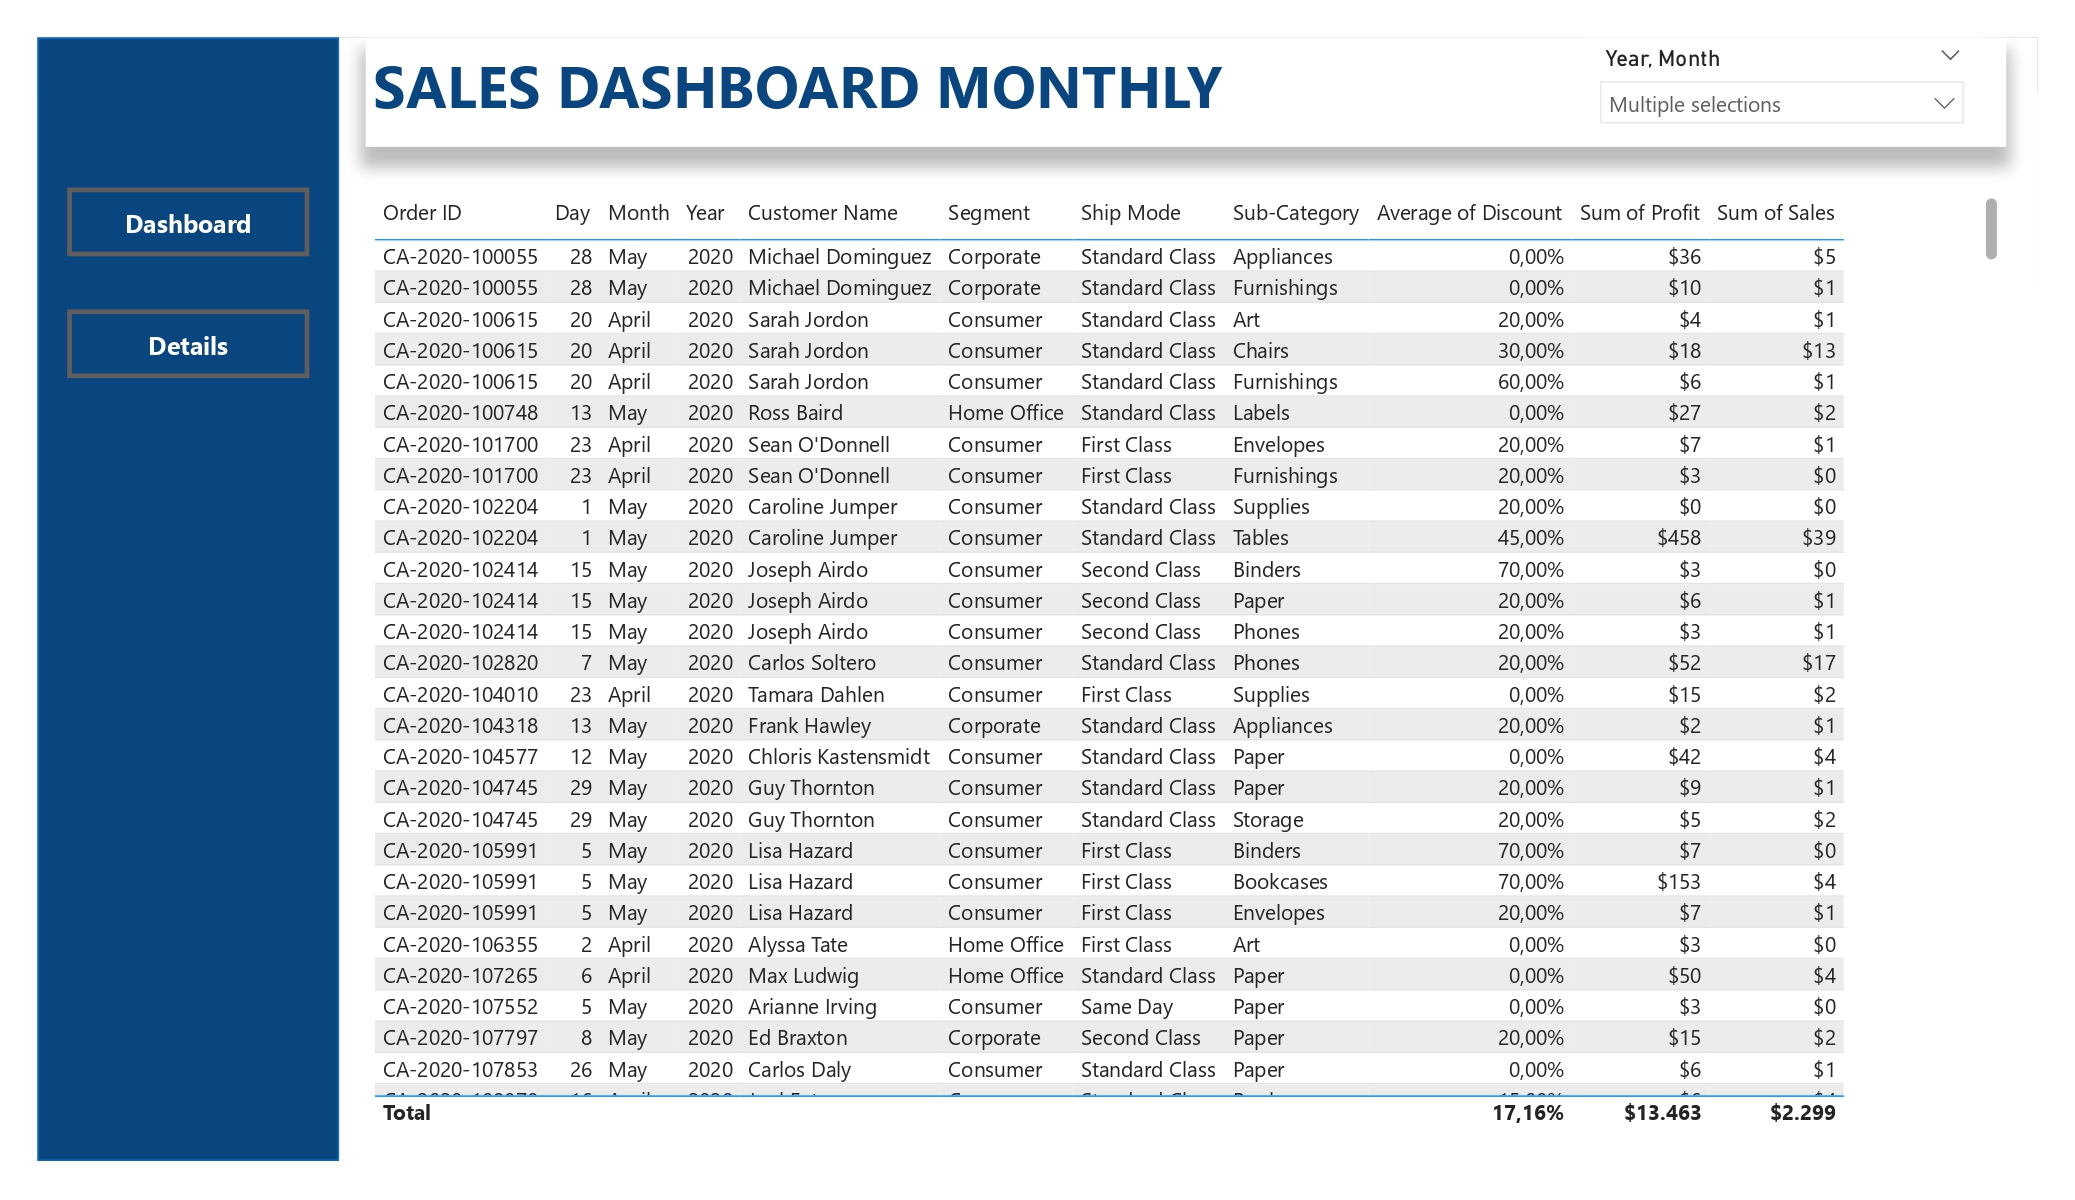 SALES DASHBOARD MONTHLY
Year, Month
Multiple selections
Dashboard
Details
Order ID Day Month Year Customer Name Segment Ship Mode Sub-Category Average of Discount Sum of Profit Sum of Sales
CA-2020-100055 28 May 2020 Michael Dominguez Corporate Standard Class Appliances 0,00% $36 $5
CA-2020-100055 28 May 2020 Michael Dominguez Corporate Standard Class Furnishings 0,00% $10 $1
CA-2020-100615 20 April 2020 Sarah Jordon Consumer Standard Class Art 20,00% $4 $1
CA-2020-100615 20 April 2020 Sarah Jordon Consumer Standard Class Chairs 30,00% $18 $13
CA-2020-100615 20 April 2020 Sarah Jordon Consumer Standard Class Furnishings 60,00% $6 $1
CA-2020-100748 13 May 2020 Ross Baird Home Office Standard Class Labels 0,00% $27 $2
CA-2020-101700 23 April 2020 Sean O'Donnell Consumer First Class Envelopes 20,00% $7 $1
CA-2020-101700 23 April 2020 Sean O'Donnell Consumer First Class Furnishings 20,00% $3 $0
CA-2020-102204 1 May 2020 Caroline Jumper Consumer Standard Class Supplies 20,00% $0 $0
CA-2020-102204 1 May 2020 Caroline Jumper Consumer Standard Class Tables 45,00% $458 $39
CA-2020-102414 15 May 2020 Joseph Airdo Consumer Second Class Binders 70,00% $3 $0
CA-2020-102414 15 May 2020 Joseph Airdo Consumer Second Class Paper 20,00% $6 $1
CA-2020-102414 15 May 2020 Joseph Airdo Consumer Second Class Phones 20,00% $3 $1
CA-2020-102820 7 May 2020 Carlos Soltero Consumer Standard Class Phones 20,00% $52 $17
CA-2020-104010 23 April 2020 Tamara Dahlen Consumer First Class Supplies 0,00% $15 $2
CA-2020-104318 13 May 2020 Frank Hawley Corporate Standard Class Appliances 20,00% $2 $1
CA-2020-104577 12 May 2020 Chloris Kastensmidt Consumer Standard Class Paper 0,00% $42 $4
CA-2020-104745 29 May 2020 Guy Thornton Consumer Standard Class Paper 20,00% $9 $1
CA-2020-104745 29 May 2020 Guy Thornton Consumer Standard Class Storage 20,00% $5 $2
CA-2020-105991 5 May 2020 Lisa Hazard Consumer First Class Binders 70,00% $7 $0
CA-2020-105991 5 May 2020 Lisa Hazard Consumer First Class Bookcases 70,00% $153 $4
CA-2020-105991 5 May 2020 Lisa Hazard Consumer First Class Envelopes 20,00% $7 $1
CA-2020-106355 2 April 2020 Alyssa Tate Home Office First Class Art 0,00% $3 $0
CA-2020-107265 6 April 2020 Max Ludwig Home Office Standard Class Paper 0,00% $50 $4
CA-2020-107552 5 May 2020 Arianne Irving Consumer Same Day Paper 0,00% $3 $0
CA-2020-107797 8 May 2020 Ed Braxton Corporate Second Class Paper 20,00% $15 $2
CA-2020-107853 26 May 2020 Carlos Daly Consumer Standard Class Paper 0,00% $6 $1
Total 17,16% $13.463 $2.299